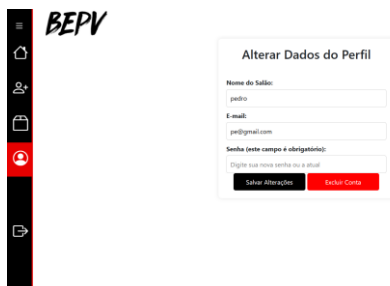 BEPV
Alterar Dados do Perfil
Nome do Salão:
pedro
E-mail:
pe@gmail.com
Senha (este campo é obrigatório):
Digite sua nova senha ou a atual
Salvar Alterações
Excluir Conta